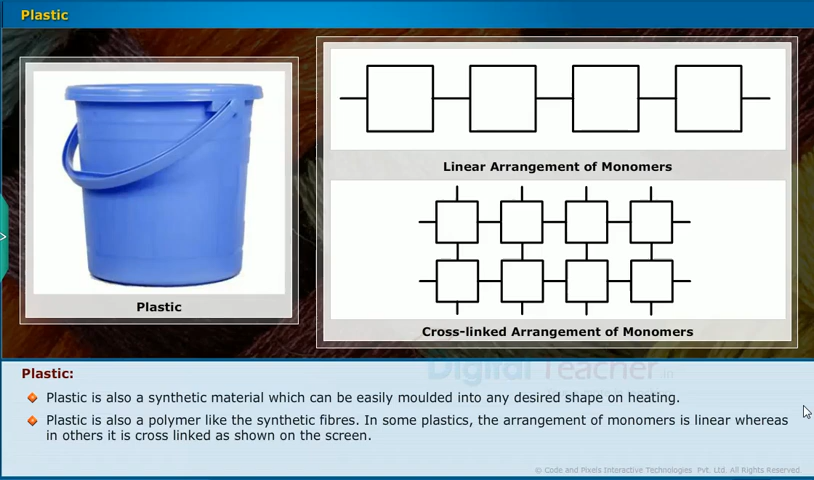 Plastic
Linear Arrangement of Monomers
Plastic
Cross-linked Arrangement of Monomers
Digital Teacher in
Plastic:
Plastic is also a synthetic material which can be easily moulded into any desired shape on heating.
Plastic is also a polymer like the synthetic fibres. In some plastics, the arrangement of monomers is linear whereas
in others it is cross linked as shown on the screen.
© Code and Pixels Interactive Technologies Pvt. Ltd. All Rights Reserved.